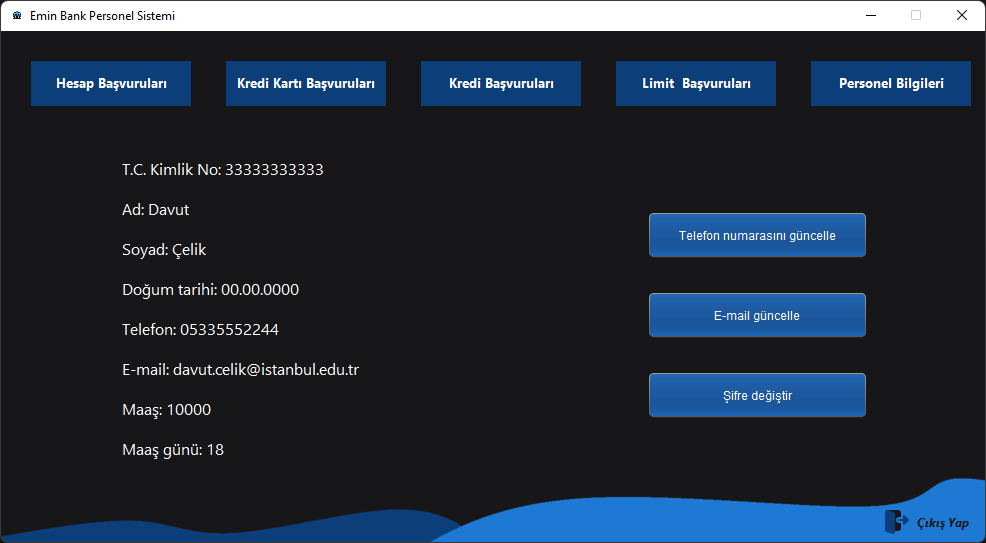 Emin Bank Personel Sistemi
Hesap Başvuruları
Kredi Kartı Başvuruları
Kredi Başvuruları
Limit  Başvuruları
Personel Bilgileri
T.C. Kimlik No: 33333333333
Ad: Davut
Soyad: Çelik
Doğum tarihi: 00.00.0000
Telefon: 05335552244
E-mail: davut.celik@istanbul.edu.tr
Maaş: 10000
Maaş günü: 18
Telefon numarasını güncelle
E-mail güncelle
Şifre değiştir
Çıkış Yap